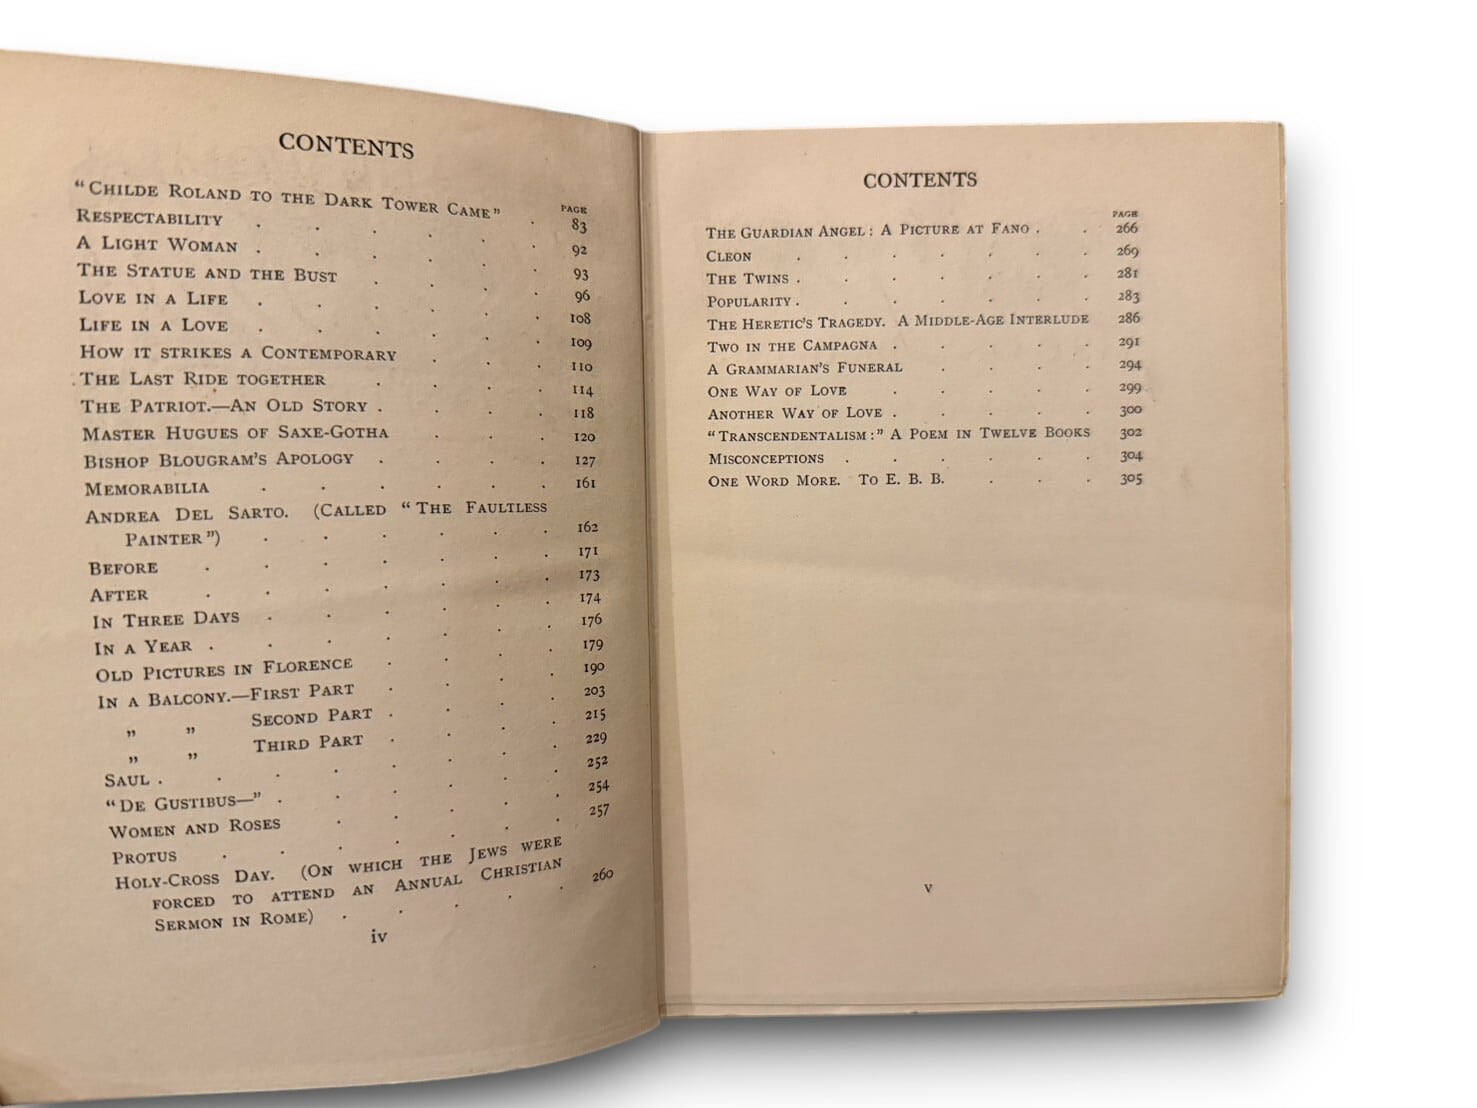 CONTENTS
PAGE
“CHILDE ROLAND TO THE DARK TOWER CAME” 83
RESPECTABILITY 92
A LIGHT WOMAN 93
THE STATUE AND THE BUST 96
LOVE IN A LIFE 108
LIFE IN A LOVE 109
HOW IT STRIKES A CONTEMPORARY 110
THE LAST RIDE TOGETHER 114
THE PATRIOT.—AN OLD STORY 118
MASTER HUGUES OF SAXE-GOTHA 120
BISHOP BLOUGRAM’S APOLOGY 127
MEMORABILIA 161
ANDREA DEL SARTO. (CALLED “THE FAULTLESS
PAINTER”) 162
BEFORE 171
AFTER 173
IN THREE DAYS 174
IN A YEAR 176
OLD PICTURES IN FLORENCE 179
IN A BALCONY.—FIRST PART 190
” ” SECOND PART 203
” ” THIRD PART 215
SAUL 229
“DE GUSTIBUS—” 252
WOMEN AND ROSES 254
PROTUS 257
HOLY-CROSS DAY. (ON WHICH THE JEWS WERE
FORCED TO ATTEND AN ANNUAL CHRISTIAN
SERMON IN ROME) 260
iv
CONTENTS
PAGE
THE GUARDIAN ANGEL: A PICTURE AT FANO 266
CLEON 269
THE TWINS 281
POPULARITY 283
THE HERETIC’S TRAGEDY. A MIDDLE-AGE INTERLUDE 286
TWO IN THE CAMPAGNA 291
A GRAMMARIAN’S FUNERAL 294
ONE WAY OF LOVE 299
ANOTHER WAY OF LOVE 300
“TRANSCENDENTALISM:” A POEM IN TWELVE BOOKS 302
MISCONCEPTIONS 304
ONE WORD MORE. TO E. B. B. 305
v